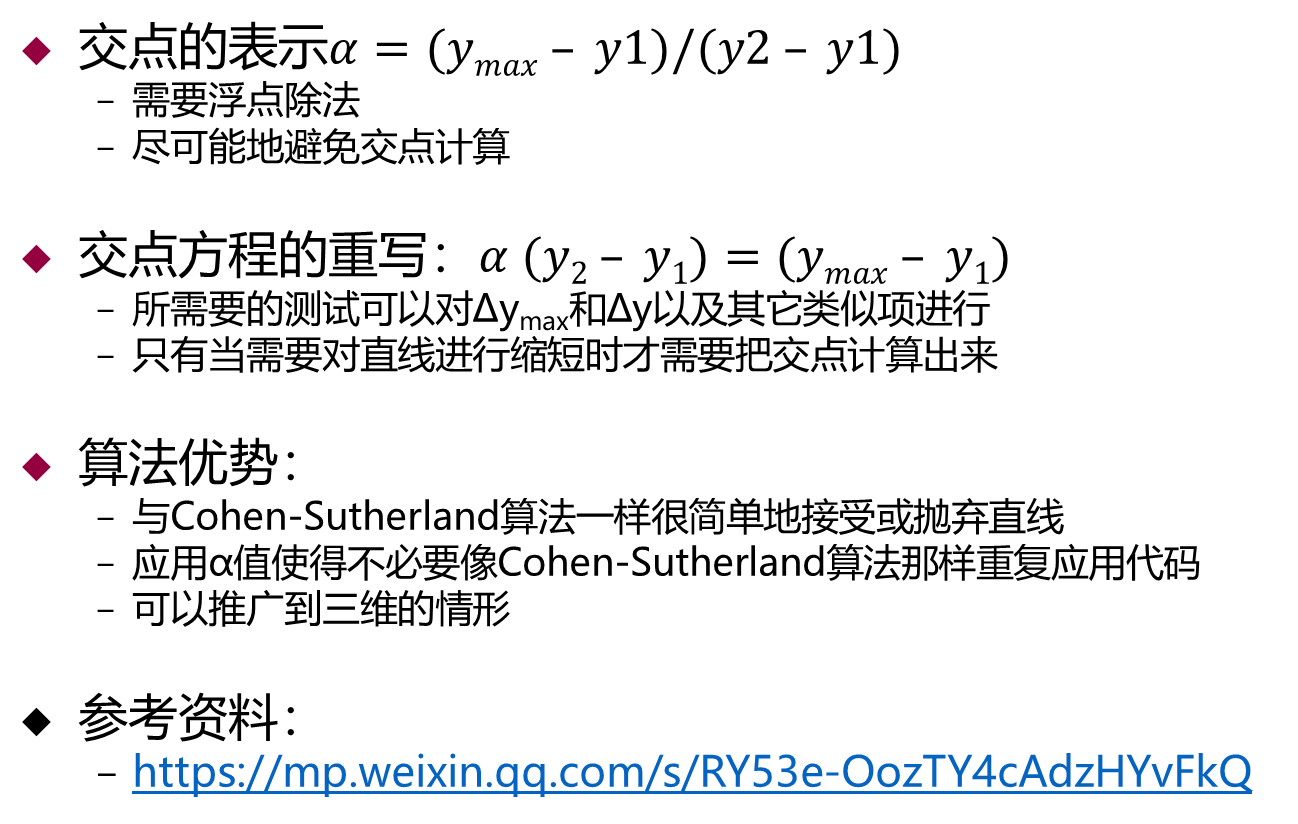 交点的表示α = (y_max – y1)/(y2 – y1)
– 需要浮点除法
– 尽可能地避免交点计算
交点方程的重写：α (y_2 – y_1) = (y_max – y_1)
– 所需要的测试可以对Δy_max和Δy以及其它类似项进行
– 只有当需要对直线进行缩短时才需要把交点计算出来
算法优势：
– 与Cohen-Sutherland算法一样很简单地接受或抛弃直线
– 应用α值使得不必要像Cohen-Sutherland算法那样重复应用代码
– 可以推广到三维的情形
参考资料：
– https://mp.weixin.qq.com/s/RY53e-OozTY4cAdzHYvFkQ